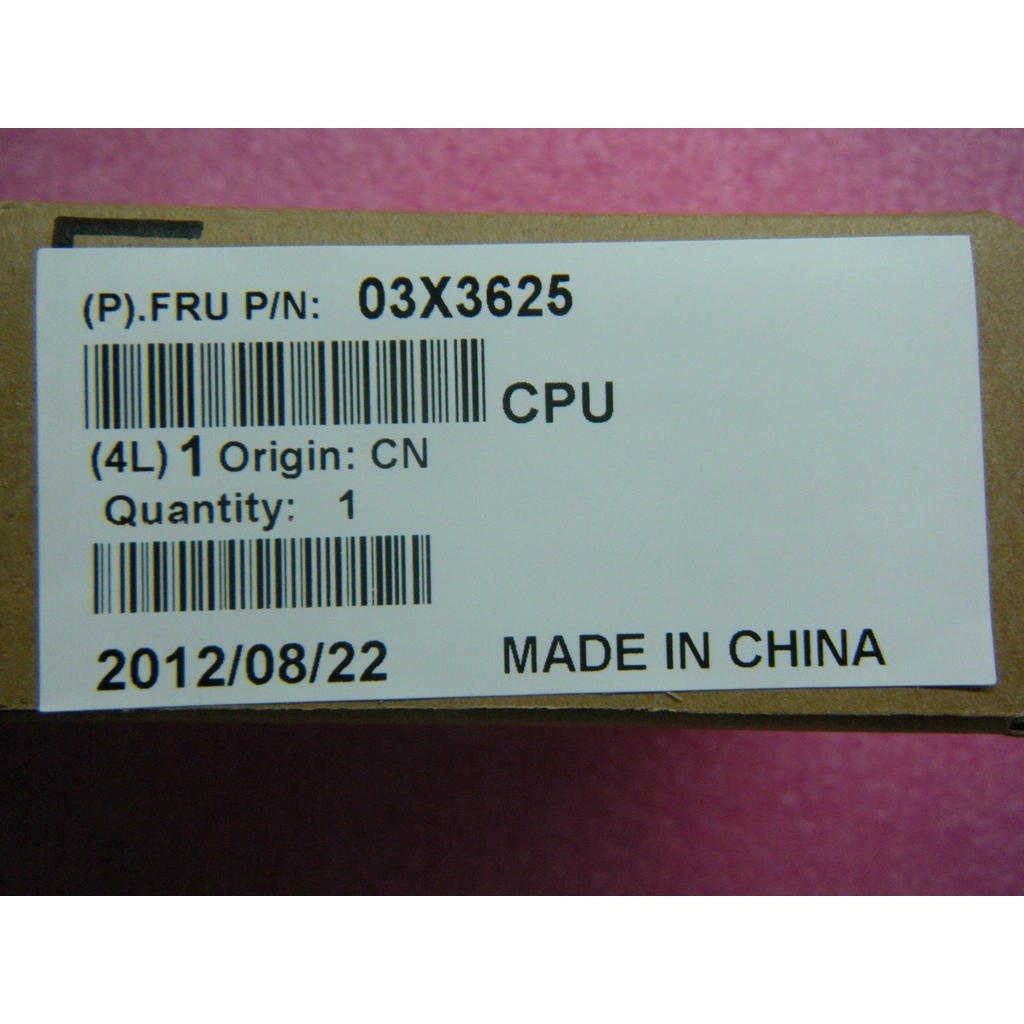 (P).FRU P/N: 03X3625
CPU
(4L) 1 Origin: CN
Quantity: 1
2012/08/22 MADE IN CHINA